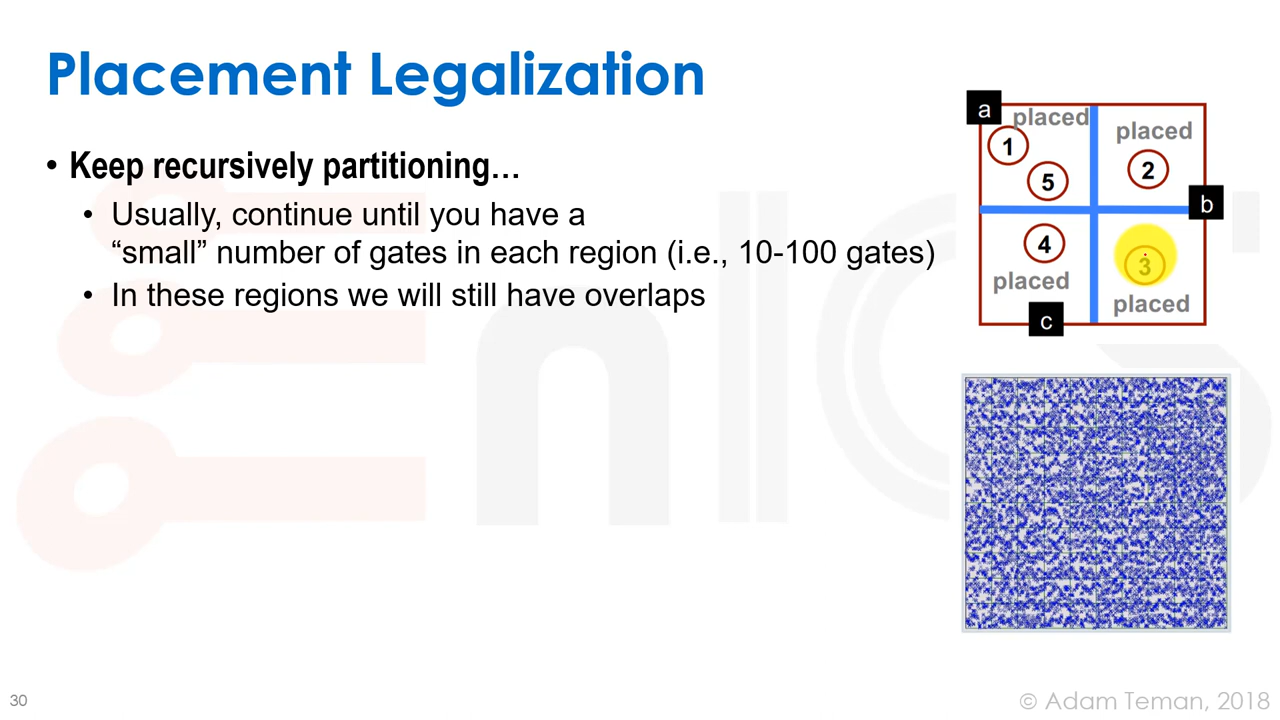 Placement Legalization
• Keep recursively partitioning…
• Usually, continue until you have a
“small” number of gates in each region (i.e., 10-100 gates)
• In these regions we will still have overlaps
a
placed
placed
1
2
5
b
4
3
placed
placed
c
EnICS
30
© Adam Teman, 2018